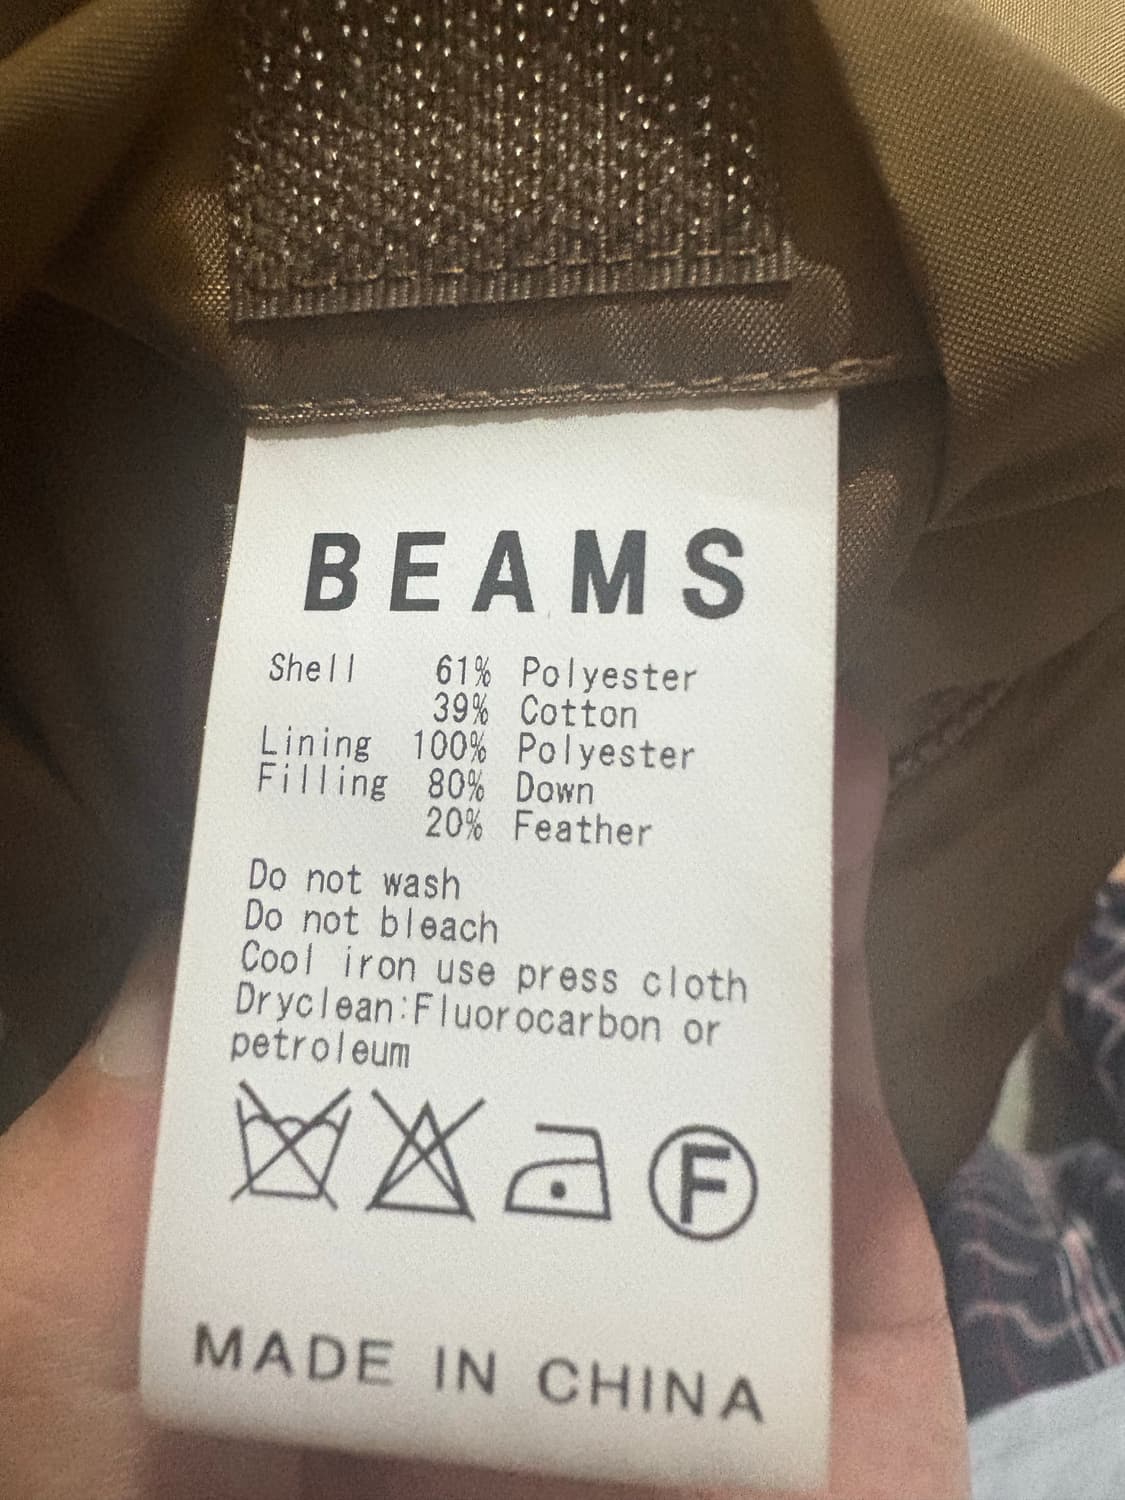 BEAMS
Shell 61% Polyester
39% Cotton
Lining 100% Polyester
Filling 80% Down
20% Feather
Do not wash
Do not bleach
Cool iron use press cloth
Dryclean:Fluorocarbon or
petroleum
F
MADE IN CHINA